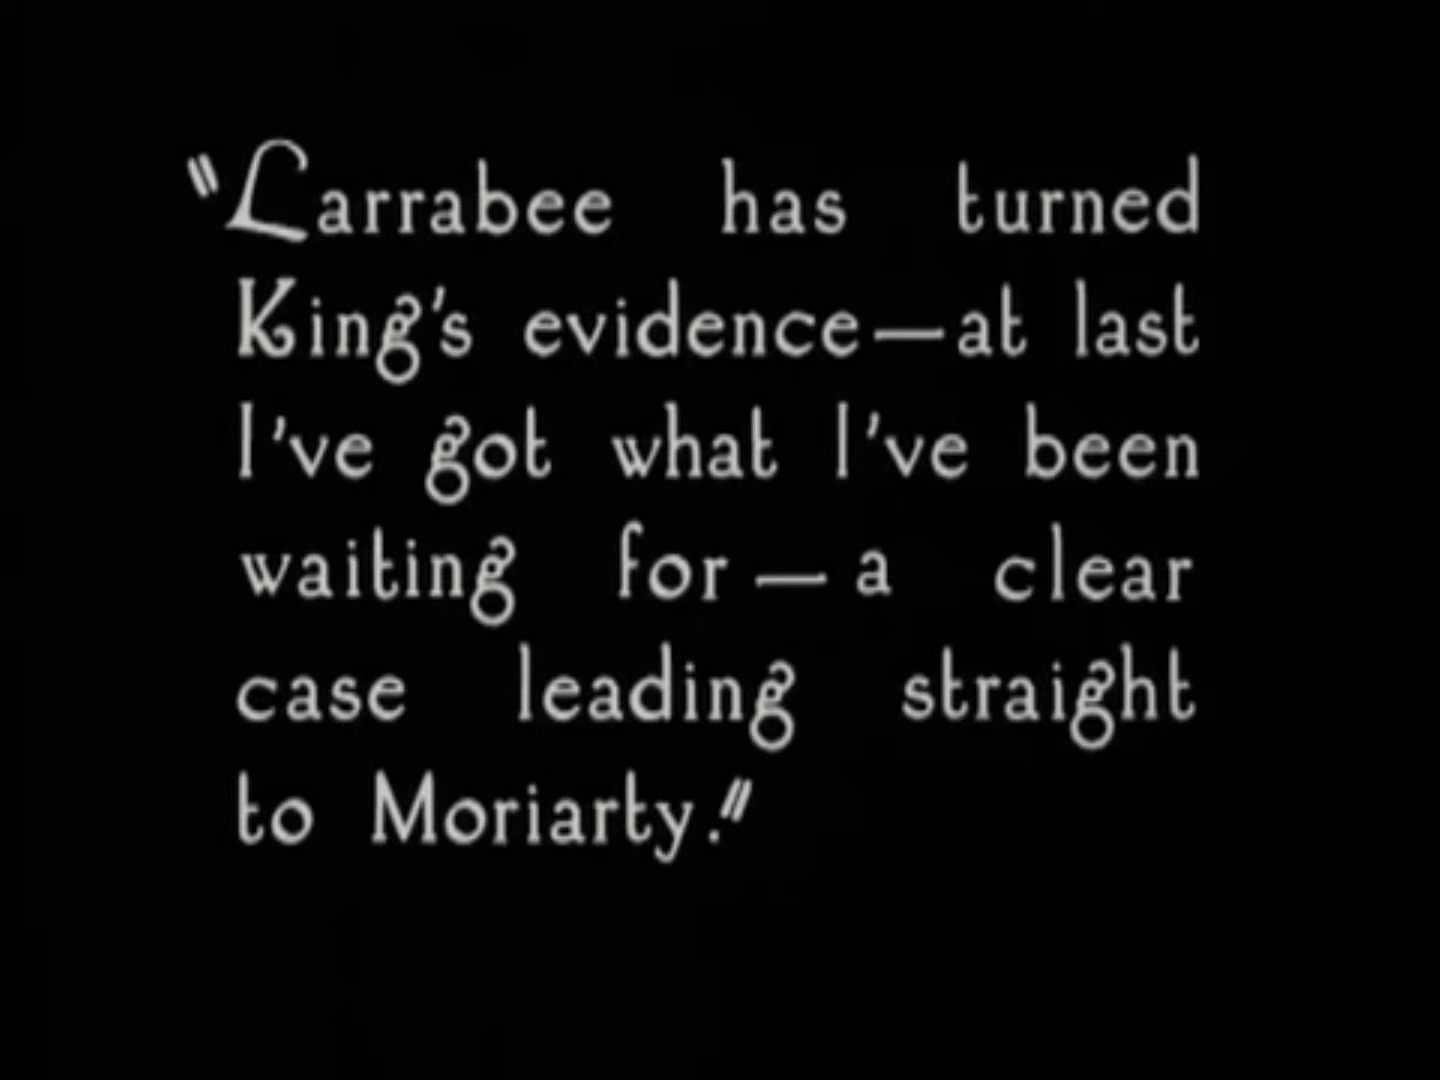 "Larrabee has turned
King's evidence—at last
I've got what I've been
waiting for — a clear
case leading straight
to Moriarty."